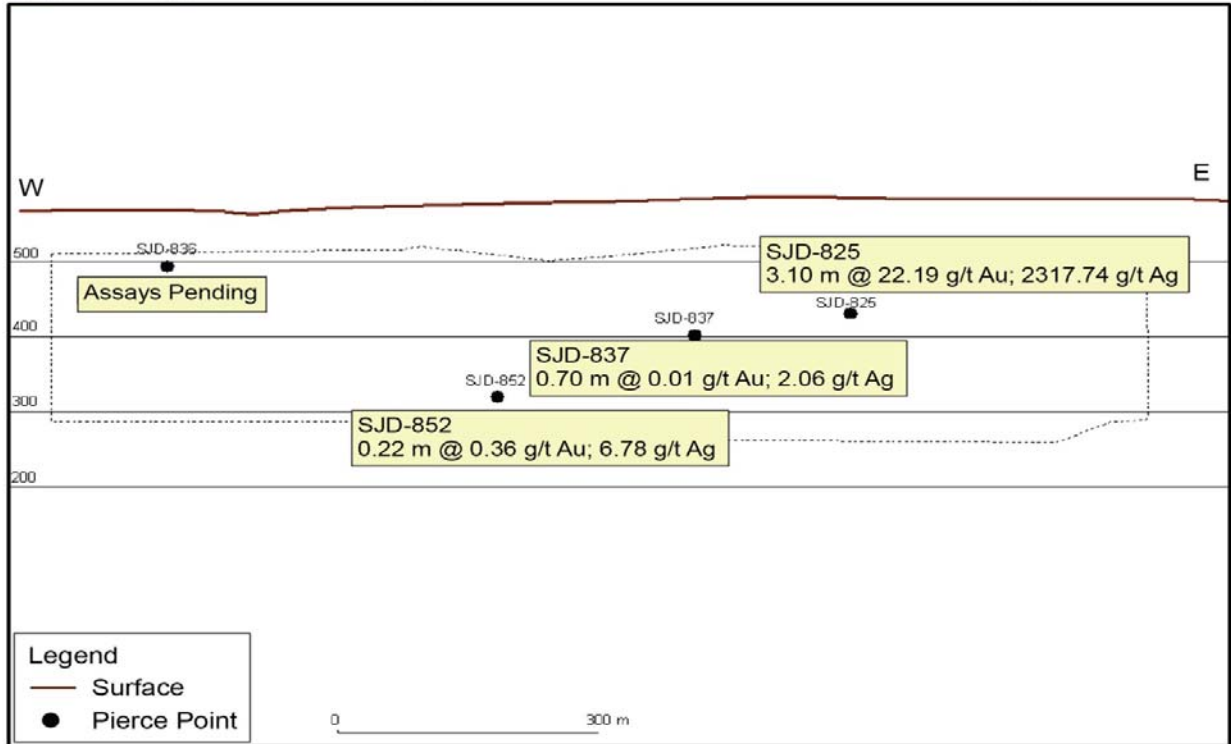 W
E
500
SJD-836
Assays Pending
SJD-825
3.10 m @ 22.19 g/t Au; 2317.74 g/t Ag
SJD-825
400
SJD-837
SJD-837
0.70 m @ 0.01 g/t Au; 2.06 g/t Ag
SJD-852
300
SJD-852
0.22 m @ 0.36 g/t Au; 6.78 g/t Ag
200
Legend
Surface
Pierce Point
0
300 m